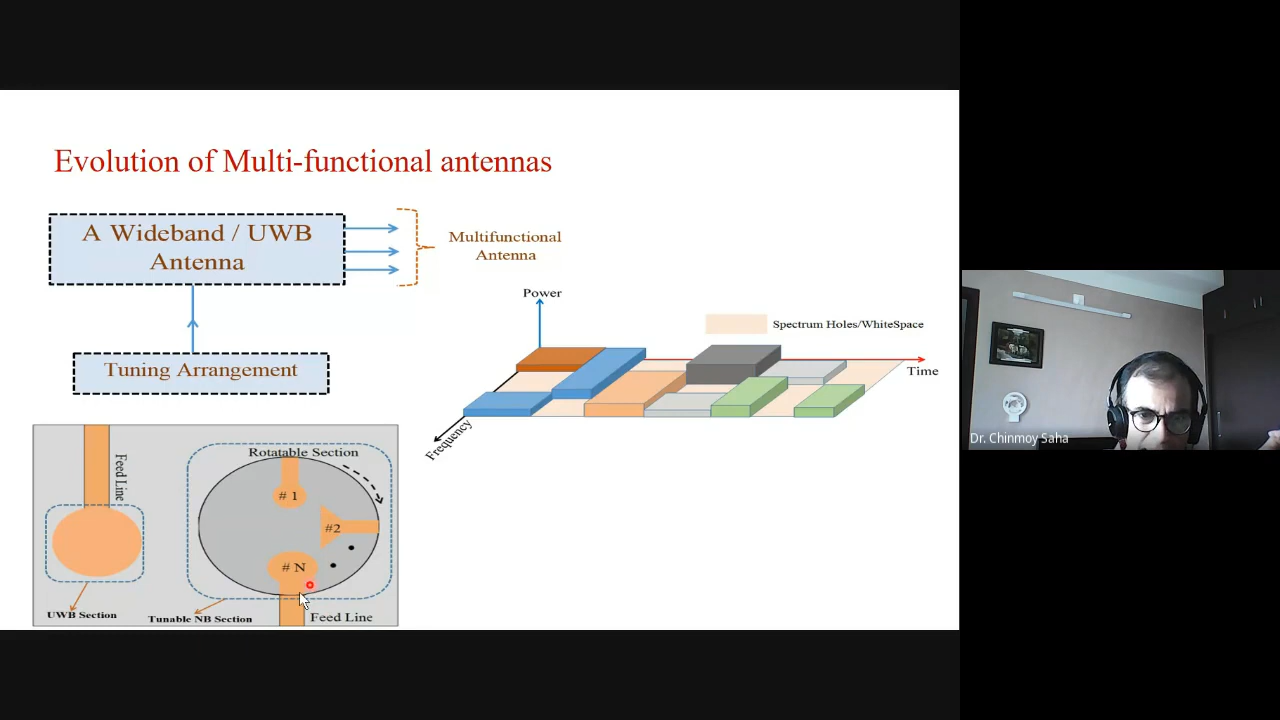 Evolution of Multi-functional antennas
A Wideband / UWB
Antenna
Multifunctional
Antenna
Tuning Arrangement
Power
Spectrum Holes/WhiteSpace
Time
Frequency
Feed Line
UWB Section
Rotatable Section
# 1
#2
# N
Tunable NB Section
Feed Line
Dr. Chinmoy Saha